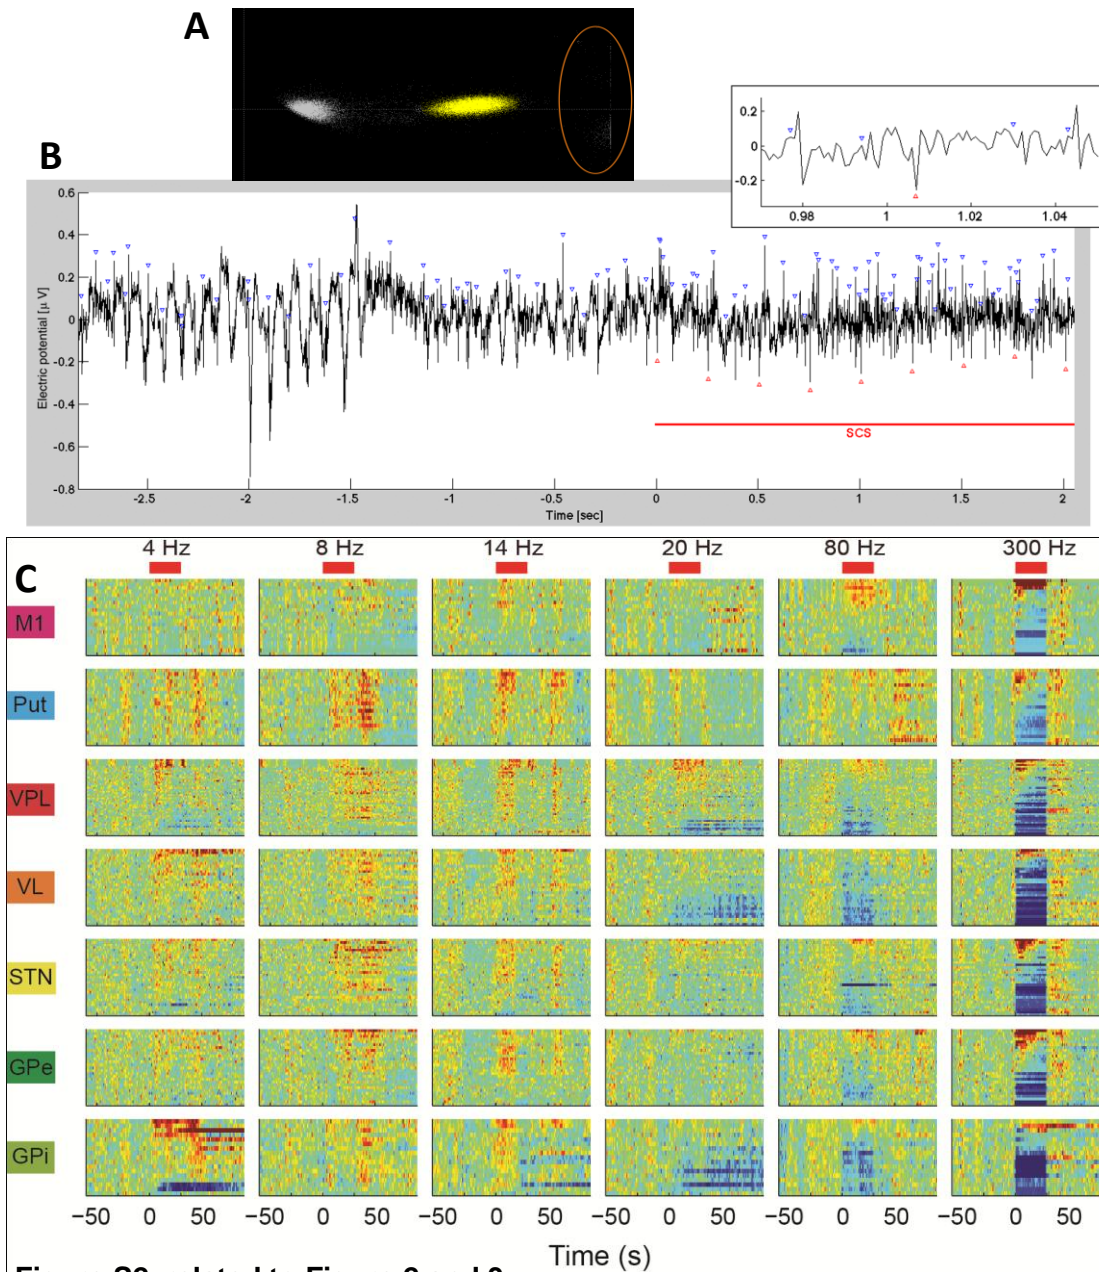 A
B
0.2
0
-0.2
0.98
1
1.02
1.04
0.6
0.4
0.2
0
-0.2
-0.4
-0.6
-0.8
Electric potential [μ V]
SCS
-2.5
-2
-1.5
-1
-0.5
0
0.5
1
1.5
2
Time [sec]
C
4 Hz
8 Hz
14 Hz
20 Hz
80 Hz
300 Hz
M1
Put
VPL
VL
STN
GPe
GPi
−50 0 50
−50 0 50
−50 0 50
−50 0 50
−50 0 50
−50 0 50
Time (s)